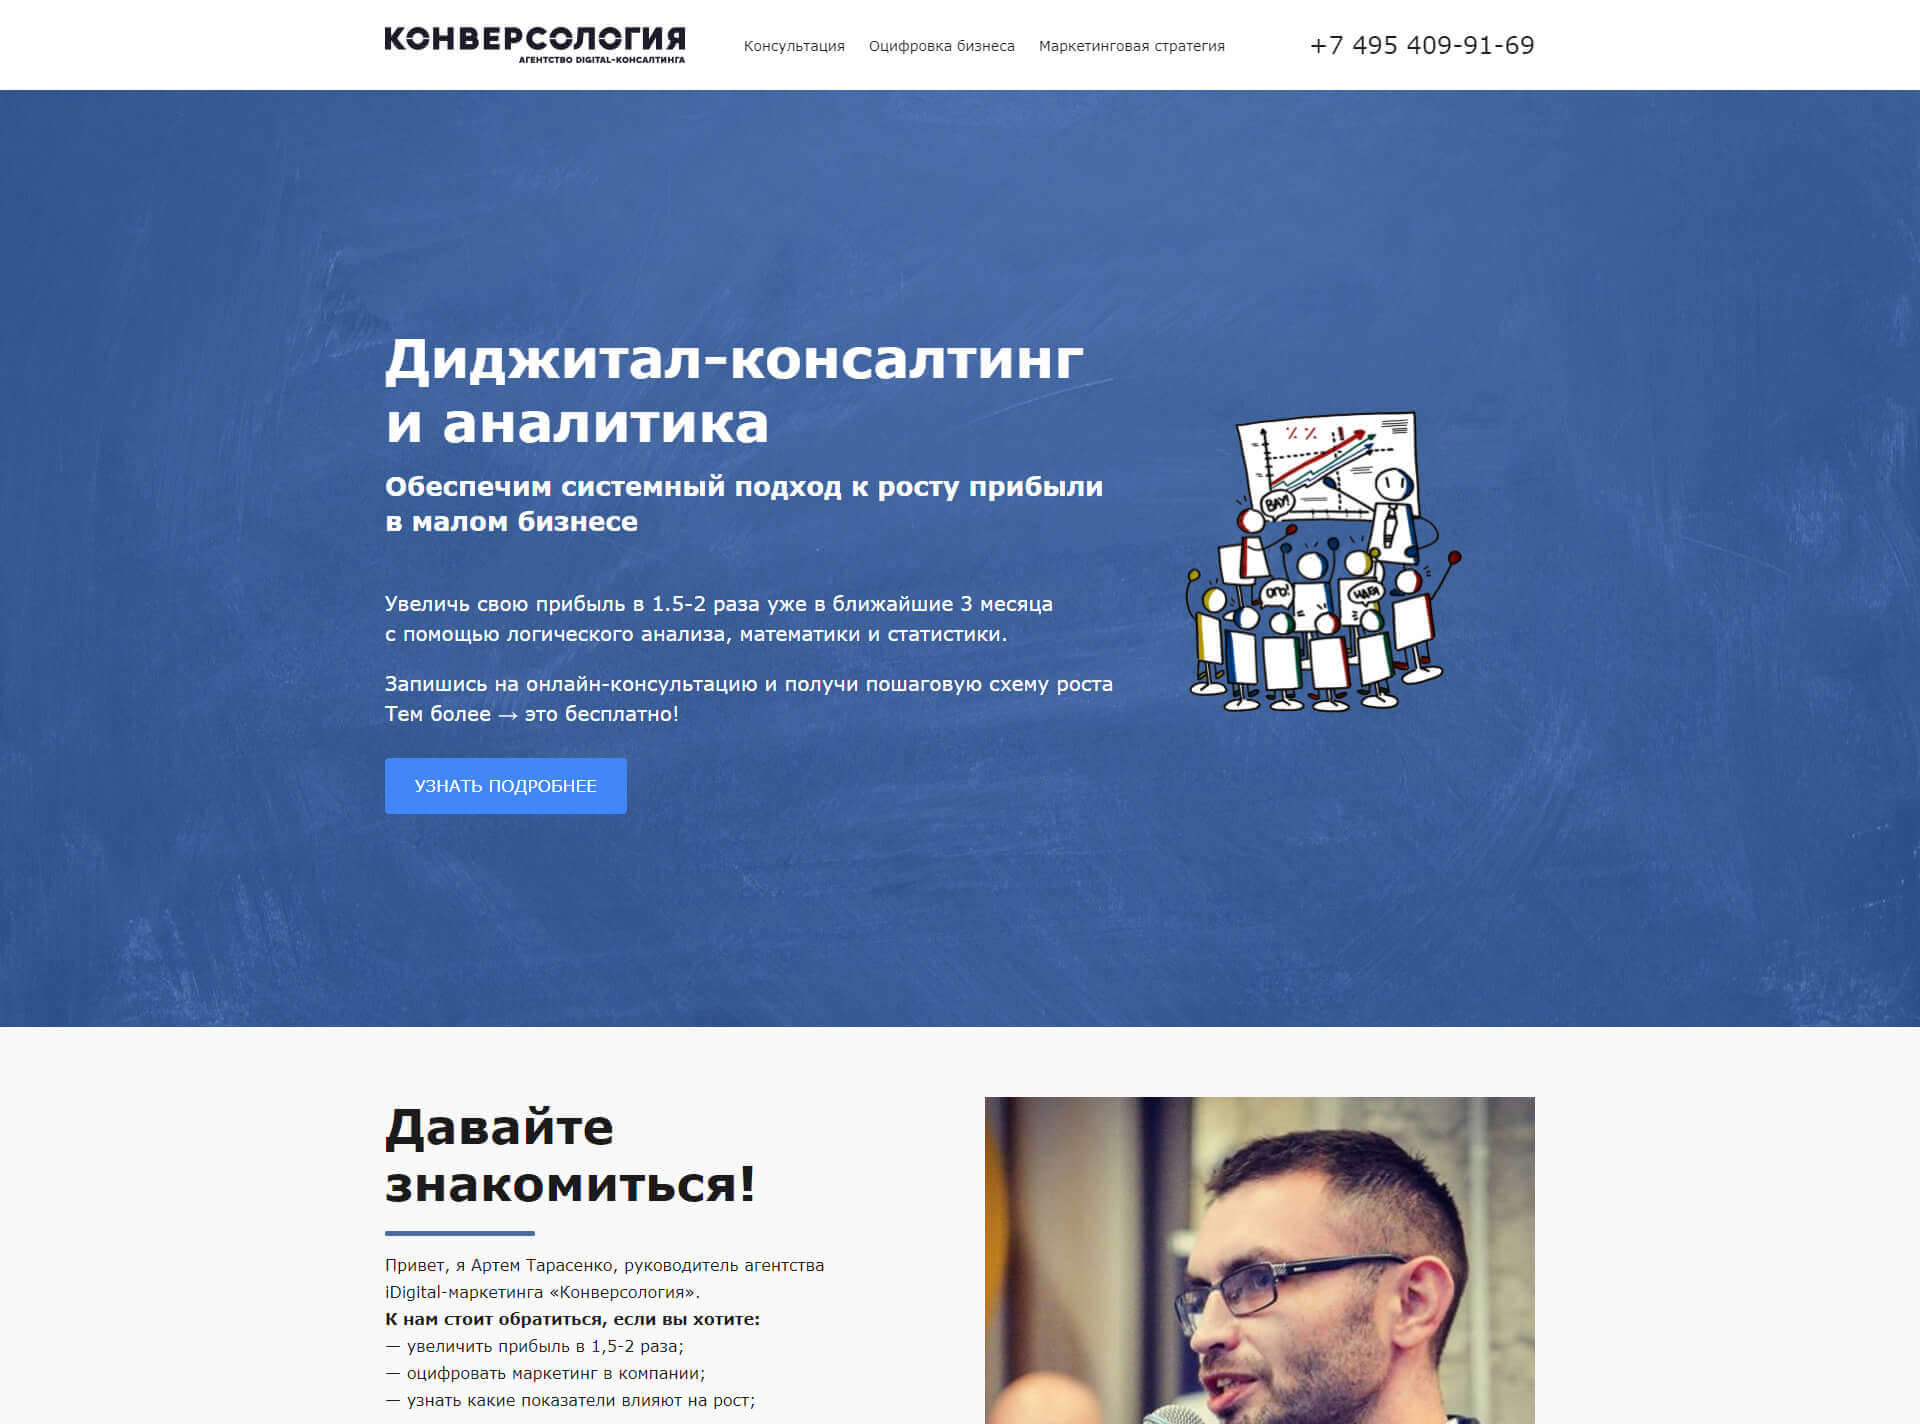 КОНВЕРСОЛОГИЯ
АГЕНТСТВО DIGITAL-КОНСАЛТИНГА
Консультация
Оцифровка бизнеса
Маркетинговая стратегия
+7 495 409-91-69
Диджитал-консалтинг
и аналитика
Обеспечим системный подход к росту прибыли
в малом бизнесе
Увеличь свою прибыль в 1.5-2 раза уже в ближайшие 3 месяца
с помощью логического анализа, математики и статистики.
Запишись на онлайн-консультацию и получи пошаговую схему роста
Тем более → это бесплатно!
УЗНАТЬ ПОДРОБНЕЕ
% %
ВАУ!
ОГО!
Давайте
знакомиться!
Привет, я Артем Тарасенко, руководитель агентства
iDigital-маркетинга «Конверсология».
К нам стоит обратиться, если вы хотите:
— увеличить прибыль в 1,5-2 раза;
— оцифровать маркетинг в компании;
— узнать какие показатели влияют на рост;